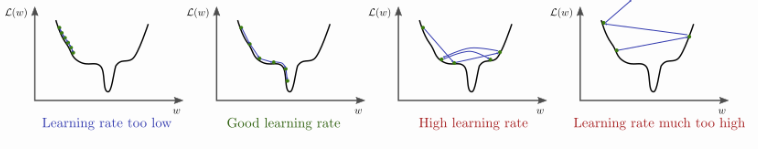 ℒ(w)
w
Learning rate too low
ℒ(w)
w
Good learning rate
ℒ(w)
w
High learning rate
ℒ(w)
w
Learning rate much too high